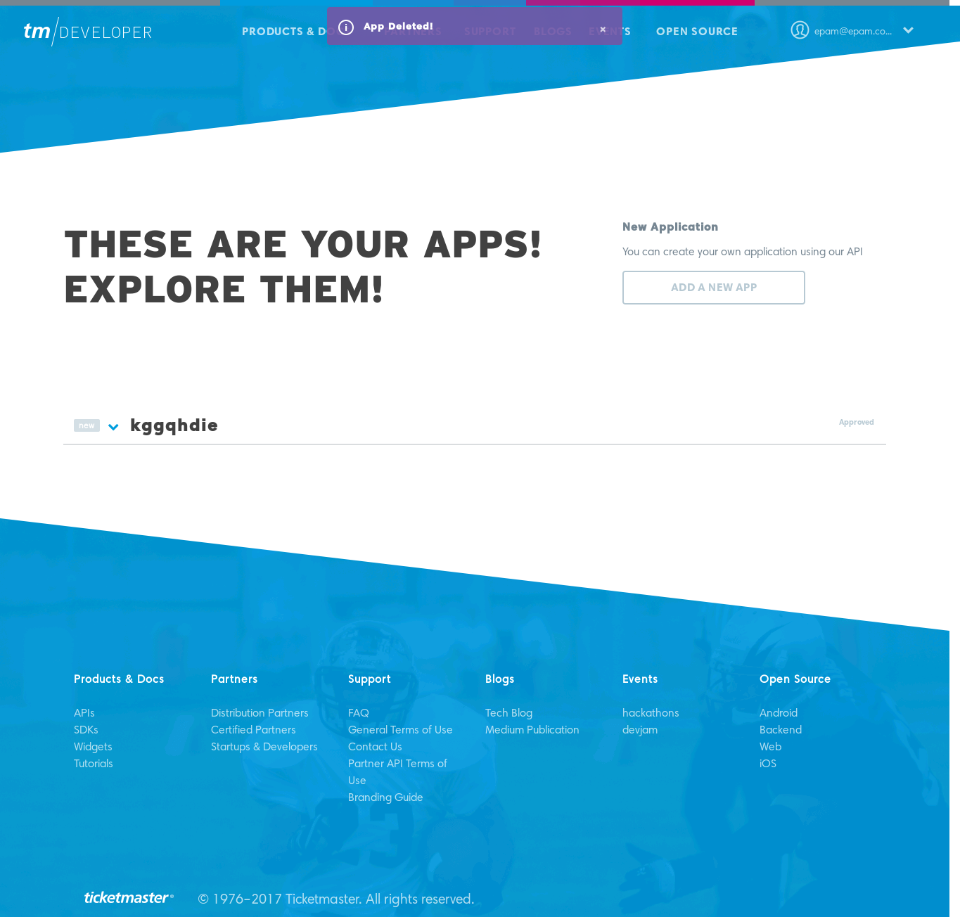 tm/DEVELOPER
PRODUCTS & DO
PARTNERS
SUPPORT
BLOGS
EVENTS
OPEN SOURCE
epam@epam.co...
App Deleted!
×
THESE ARE YOUR APPS!
EXPLORE THEM!
New Application
You can create your own application using our API
ADD A NEW APP
new
kggqhdie
Approved
Products & Docs
APIs
SDKs
Widgets
Tutorials
Partners
Distribution Partners
Certified Partners
Startups & Developers
Support
FAQ
General Terms of Use
Contact Us
Partner API Terms of
Use
Branding Guide
Blogs
Tech Blog
Medium Publication
Events
hackathons
devjam
Open Source
Android
Backend
Web
iOS
ticketmaster®
© 1976–2017 Ticketmaster. All rights reserved.